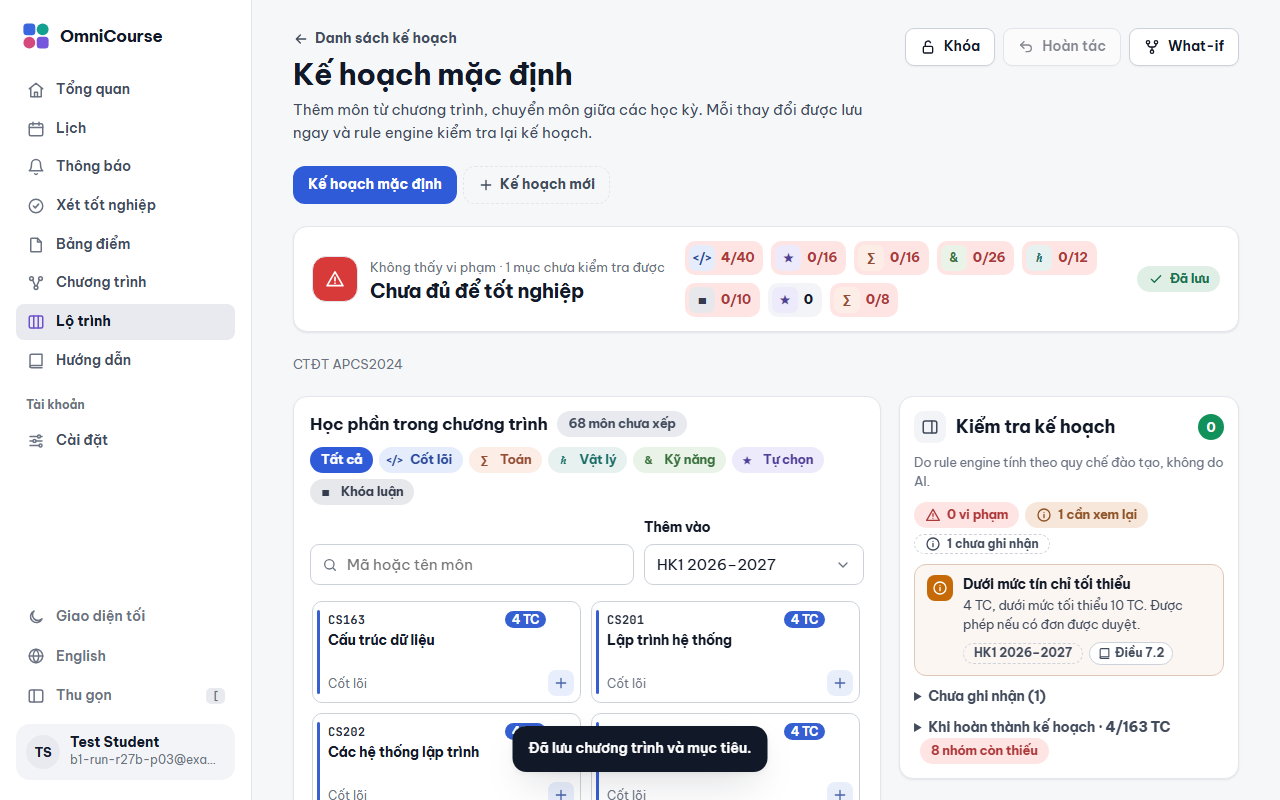 OmniCourse
Tổng quan
Lịch
Thông báo
Xét tốt nghiệp
Bảng điểm
Chương trình
Lộ trình
Hướng dẫn
Tài khoản
Cài đặt
Giao diện tối
English
Thu gọn
[
TS
Test Student
b1-run-r27b-p03@exa...
Danh sách kế hoạch
Kế hoạch mặc định
Thêm môn từ chương trình, chuyển môn giữa các học kỳ. Mỗi thay đổi được lưu
ngay và rule engine kiểm tra lại kế hoạch.
Khóa
Hoàn tác
What-if
Kế hoạch mặc định
Kế hoạch mới
Không thấy vi phạm · 1 mục chưa kiểm tra được
Chưa đủ để tốt nghiệp
</> 4/40
★ 0/16
∑ 0/16
& 0/26
ℏ 0/12
■ 0/10
★ 0
∑ 0/8
Đã lưu
CTĐT APCS2024
Học phần trong chương trình
68 môn chưa xếp
Tất cả
</> Cốt lõi
∑ Toán
ℏ Vật lý
& Kỹ năng
★ Tự chọn
■ Khóa luận
Thêm vào
Mã hoặc tên môn
HK1 2026–2027
CS163
4 TC
Cấu trúc dữ liệu
Cốt lõi
CS201
4 TC
Lập trình hệ thống
Cốt lõi
CS202
Các hệ thống lập trình
Cốt lõi
4 TC
Cốt lõi
Đã lưu chương trình và mục tiêu.
Kiểm tra kế hoạch
0
Do rule engine tính theo quy chế đào tạo, không do
AI.
0 vi phạm
1 cần xem lại
1 chưa ghi nhận
Dưới mức tín chỉ tối thiểu
4 TC, dưới mức tối thiểu 10 TC. Được
phép nếu có đơn được duyệt.
HK1 2026–2027
Điều 7.2
Chưa ghi nhận (1)
Khi hoàn thành kế hoạch · 4/163 TC
8 nhóm còn thiếu